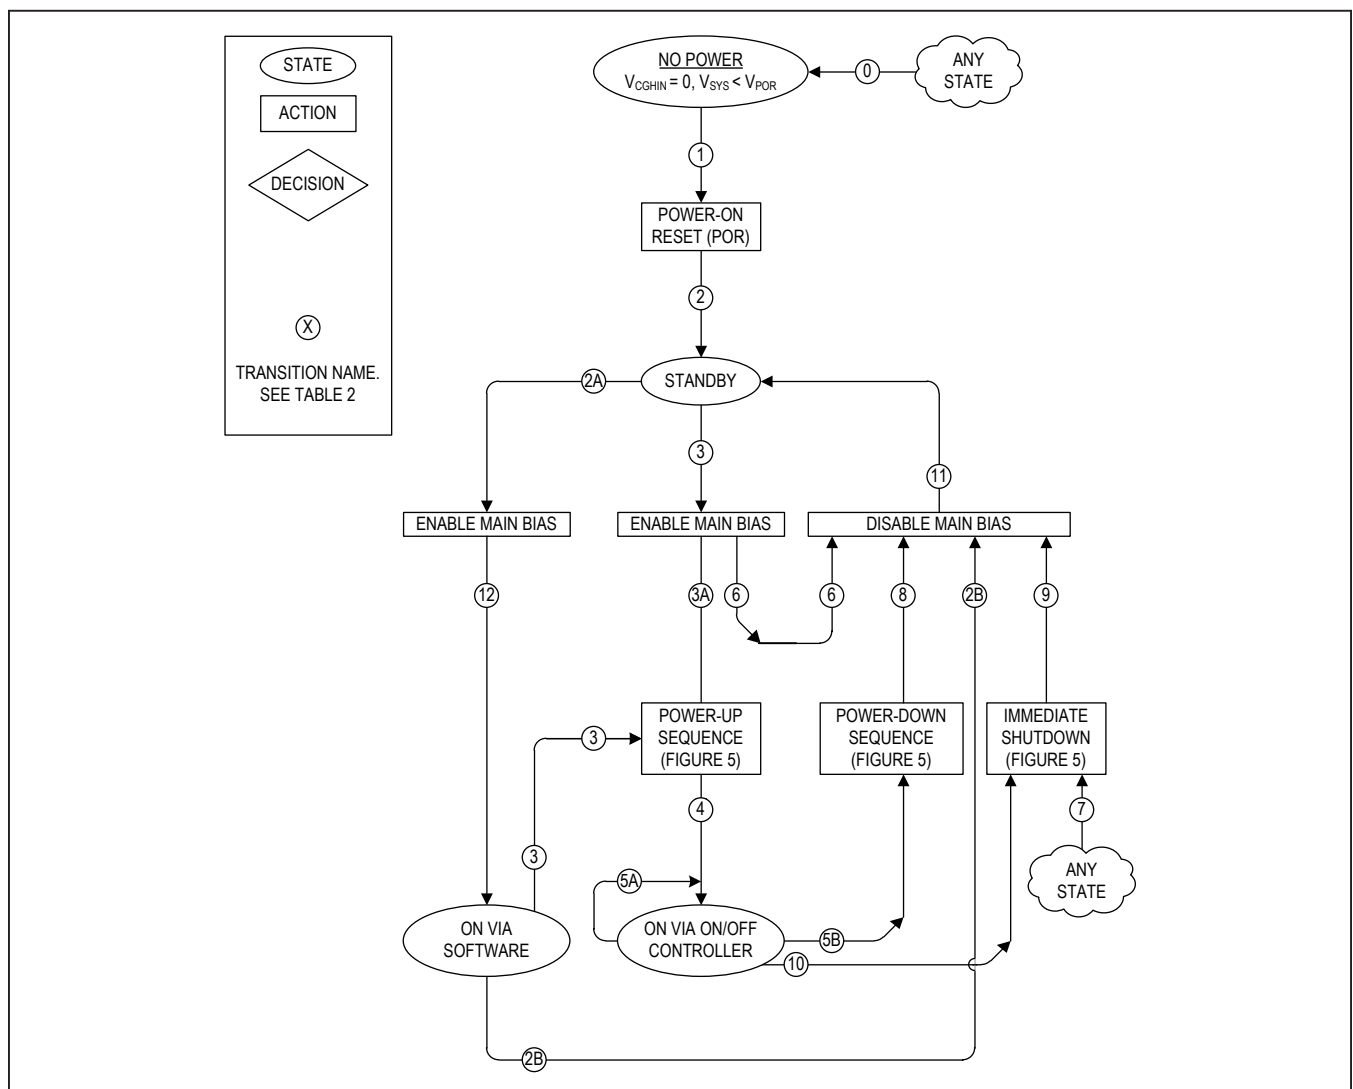 STATE
ACTION
DECISION
X
TRANSITION NAME.
SEE TABLE 2
NO POWER
V_CGHIN = 0, V_SYS < V_POR
0
ANY
STATE
1
POWER-ON
RESET (POR)
2
2A
STANDBY
3
11
ENABLE MAIN BIAS
ENABLE MAIN BIAS
DISABLE MAIN BIAS
12
3A
6
6
8
2B
9
POWER-UP
SEQUENCE
(FIGURE 5)
POWER-DOWN
SEQUENCE
(FIGURE 5)
IMMEDIATE
SHUTDOWN
(FIGURE 5)
3
4
7
3
5A
ANY
STATE
ON VIA
SOFTWARE
ON VIA ON/OFF
CONTROLLER
5B
10
2B